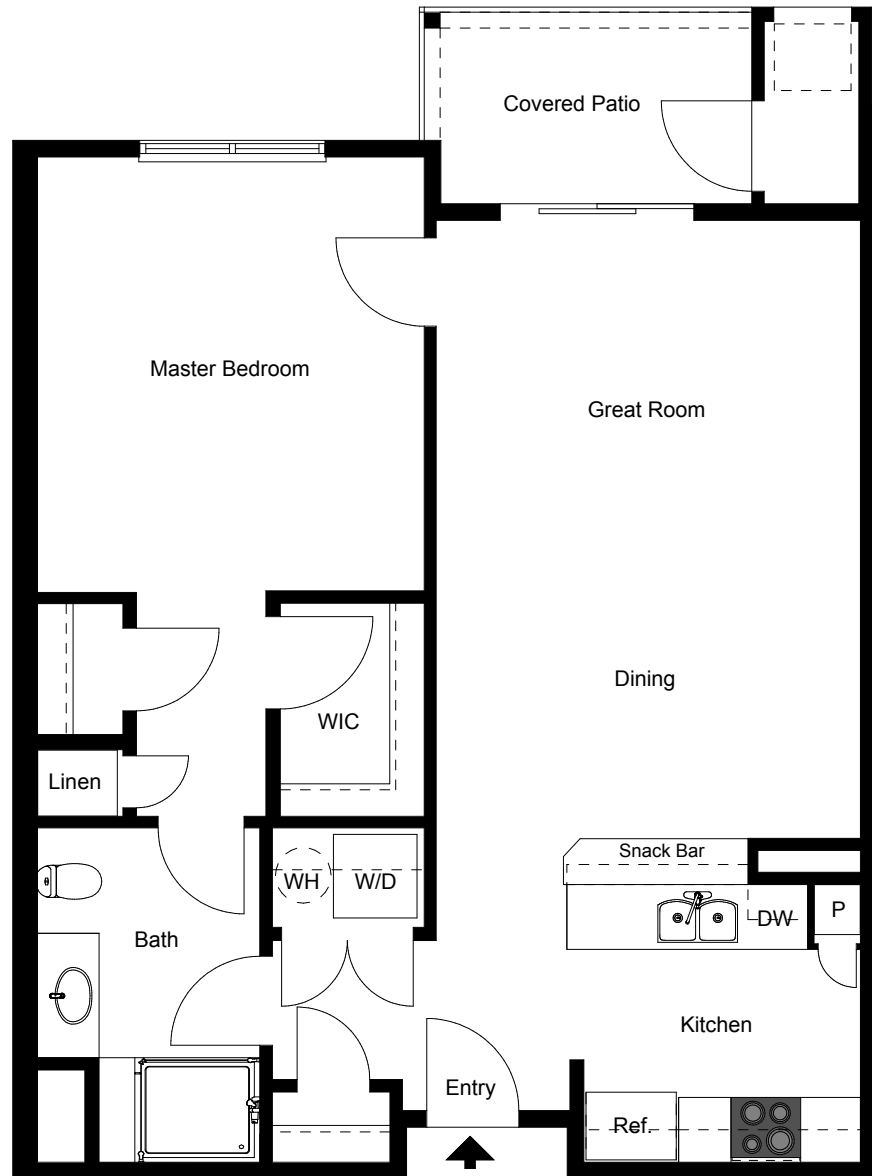 Covered Patio
Master Bedroom
Great Room
Dining
WIC
Linen
Snack Bar
WH
W/D
DW
P
Bath
Kitchen
Entry
Ref.